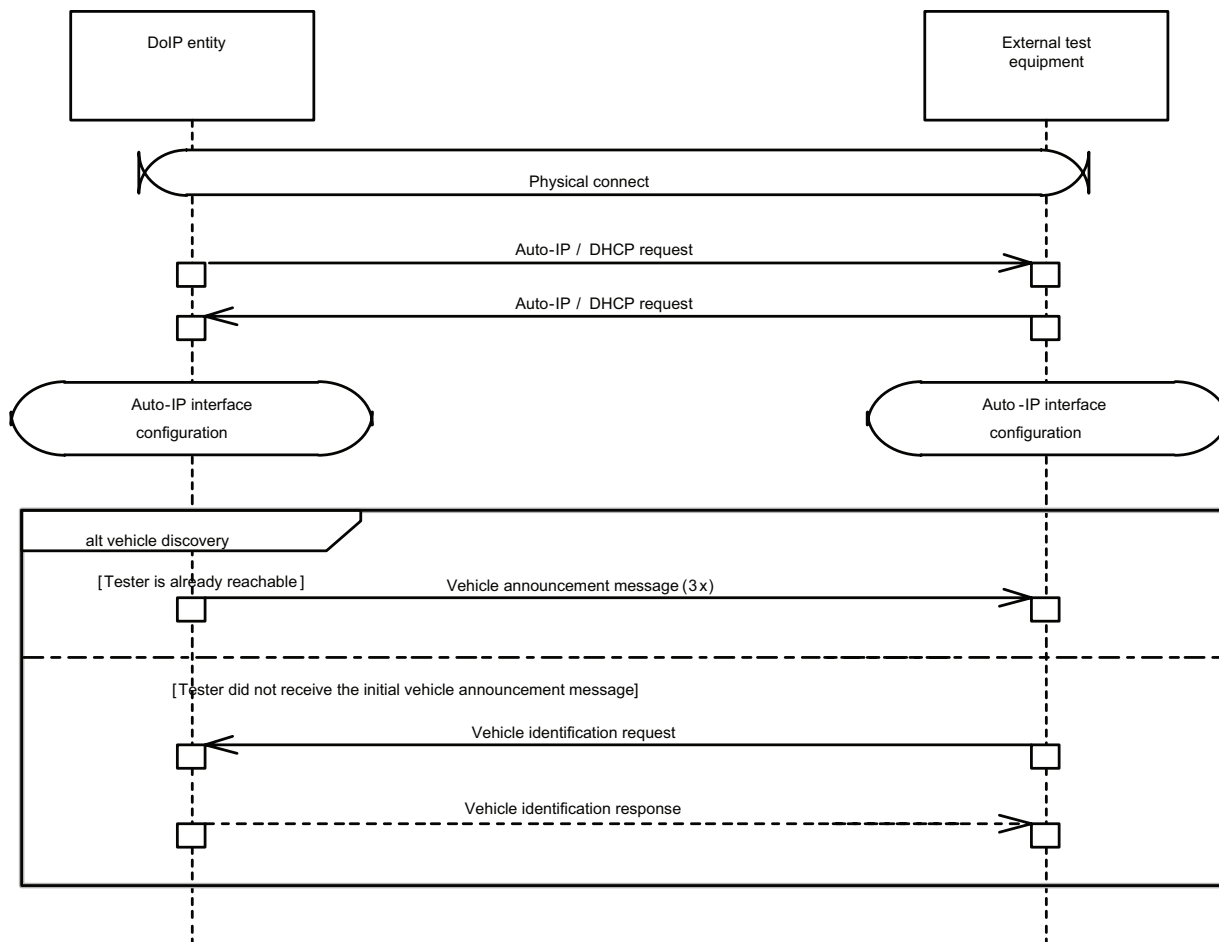 DoIP entity
External test
equipment
Physical connect
Auto-IP / DHCP request
Auto-IP / DHCP request
Auto-IP interface
configuration
Auto-IP interface
configuration
alt vehicle discovery
[Tester is already reachable]
Vehicle announcement message (3x)
[Tester did not receive the initial vehicle announcement message]
Vehicle identification request
Vehicle identification response